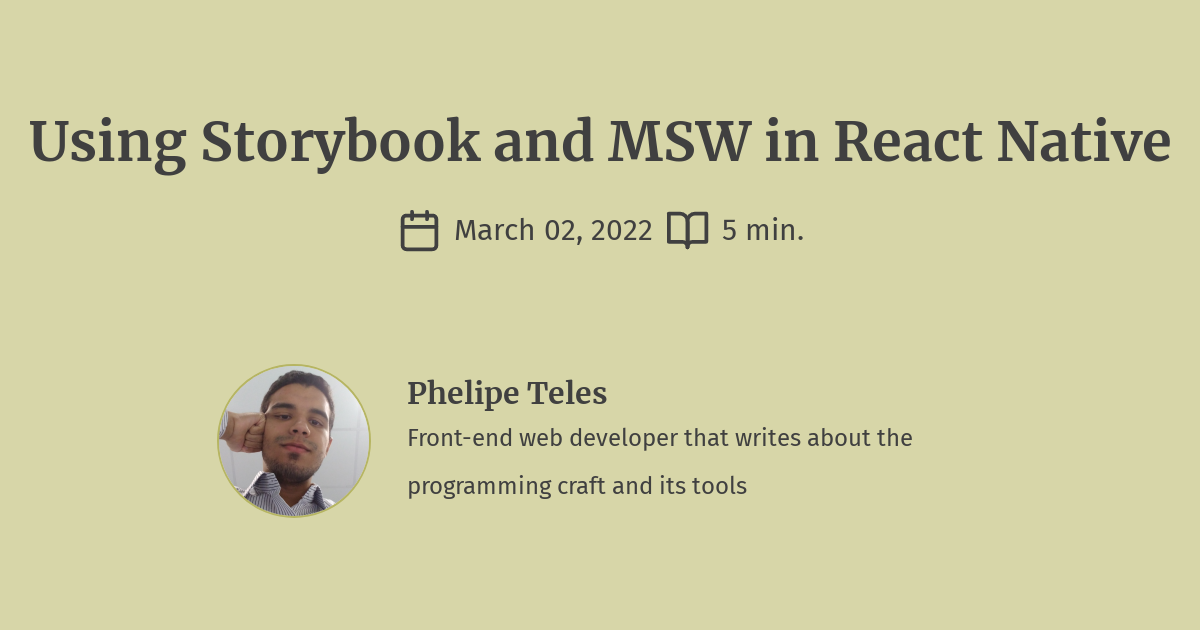 Using Storybook and MSW in React Native
March 02, 2022 5 min.
Phelipe Teles
Front-end web developer that writes about the
programming craft and its tools